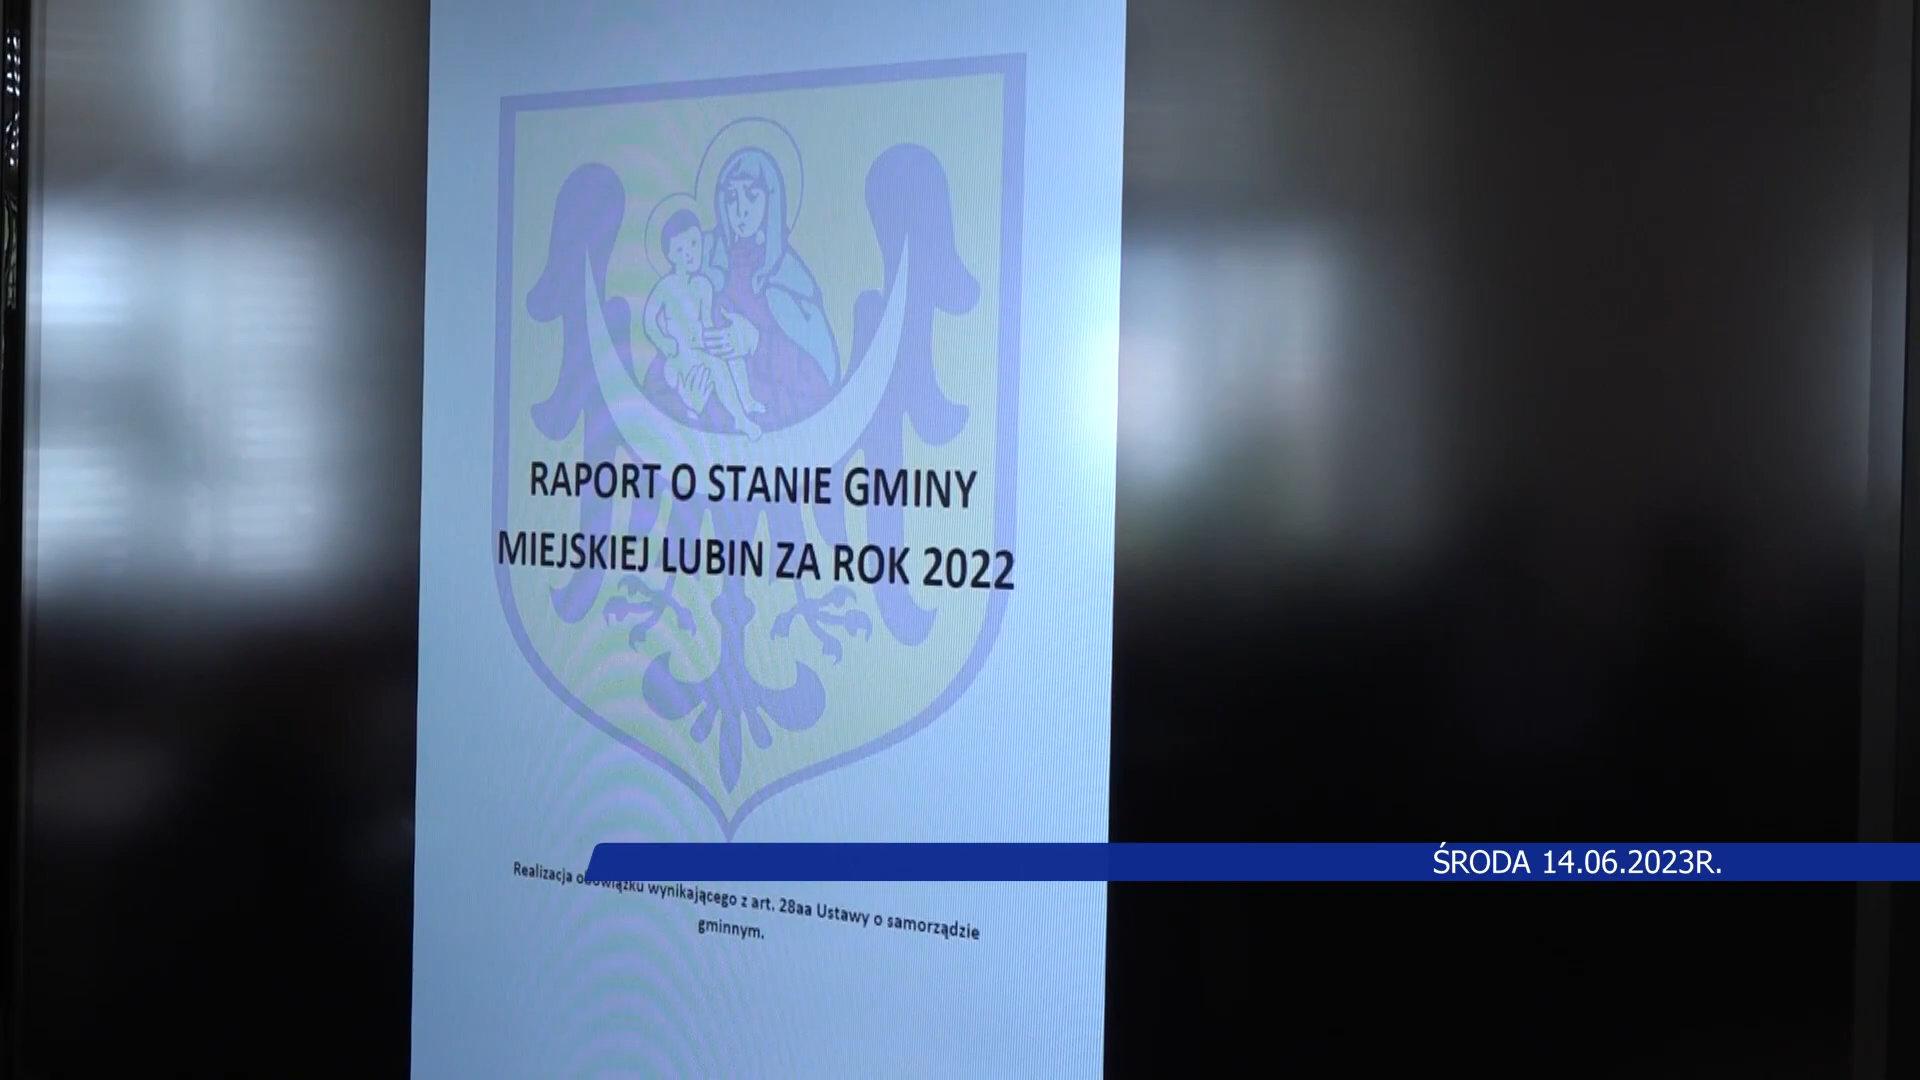 RAPORT O STANIE GMINY
MIEJSKIEJ LUBIN ZA ROK 2022
ŚRODA 14.06.2023R.
Realizacja obowiązku wynikającego z art. 28aa Ustawy o samorządzie
gminnym.